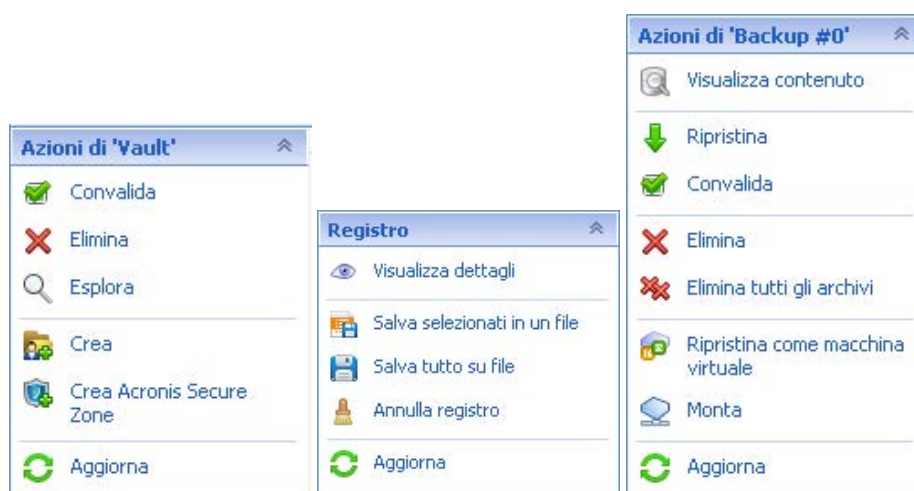 Azioni di 'Vault'
Convalida
Elimina
Esplora
Crea
Crea Acronis Secure
Zone
Aggiorna
Registro
Visualizza dettagli
Salva selezionati in un file
Salva tutto su file
Annulla registro
Aggiorna
Azioni di 'Backup #0'
Visualizza contenuto
Ripristina
Convalida
Elimina
Elimina tutti gli archivi
Ripristina come macchina
virtuale
Monta
Aggiorna